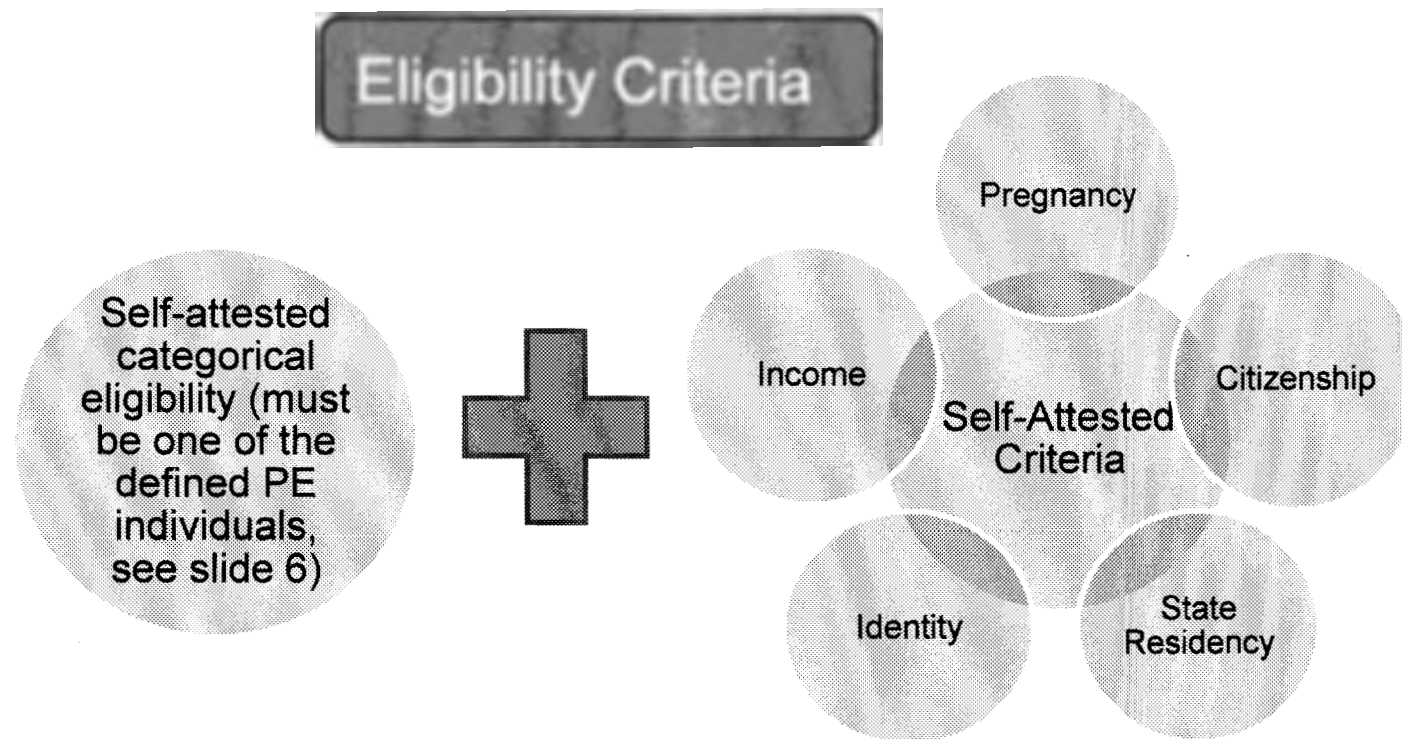 Eligibility Criteria
Self-attested
categorical
eligibility (must
be one of the
defined PE
individuals,
see slide 6)
Pregnancy
Income
Citizenship
Self-Attested
Criteria
Identity
State
Residency